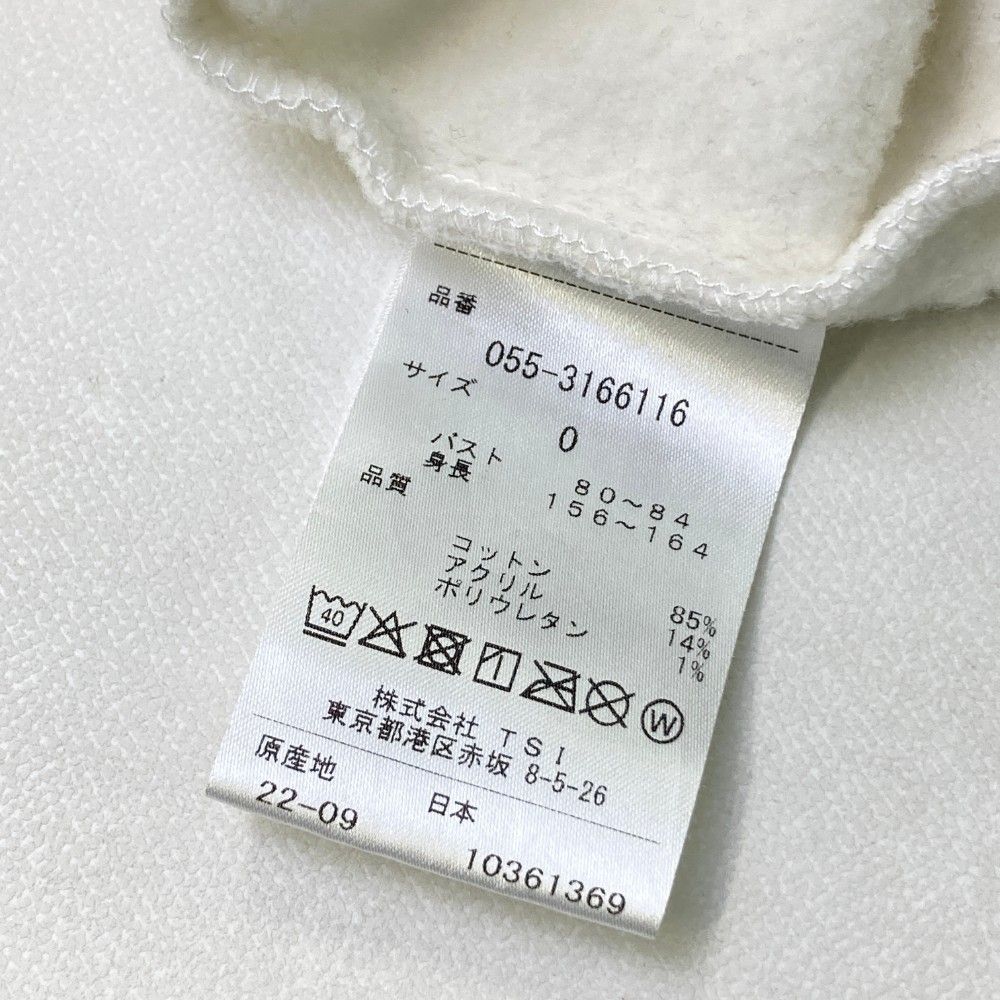 品番
055-3166116
サイズ
0
バスト 80～84
身長 156～164
品質
コットン 85%
アクリル 14%
ポリウレタン 1%
40
W
株式会社 TSI
東京都港区赤坂 8-5-26
原産地 日本
22-09
10361369